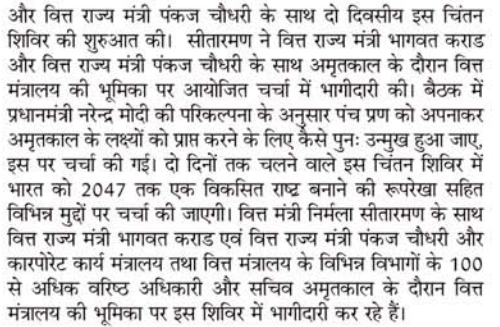 और वित्त राज्य मंत्री पंकज चौधरी के साथ दो दिवसीय इस चिंतन
शिविर की शुरुआत की। सीतारमण ने वित्त राज्य मंत्री भागवत कराड
और वित्त राज्य मंत्री पंकज चौधरी के साथ अमृतकाल के दौरान वित्त
मंत्रालय की भूमिका पर आयोजित चर्चा में भागीदारी की। बैठक में
प्रधानमंत्री नरेन्द्र मोदी की परिकल्पना के अनुसार पंच प्रण को अपनाकर
अमृतकाल के लक्ष्यों को प्राप्त करने के लिए कैसे पुनः उन्मुख हुआ जाए,
इस पर चर्चा की गई। दो दिनों तक चलने वाले इस चिंतन शिविर में
भारत को 2047 तक एक विकसित राष्ट बनाने की रूपरेखा सहित
विभिन्न मुद्दों पर चर्चा की जाएगी। वित्त मंत्री निर्मला सीतारमण के साथ
वित्त राज्य मंत्री भागवत कराड एवं वित्त राज्य मंत्री पंकज चौधरी और
कारपोरेट कार्य मंत्रालय तथा वित्त मंत्रालय के विभिन्न विभागों के 100
से अधिक वरिष्ठ अधिकारी और सचिव अमृतकाल के दौरान वित्त
मंत्रालय की भूमिका पर इस शिविर में भागीदारी कर रहे हैं।